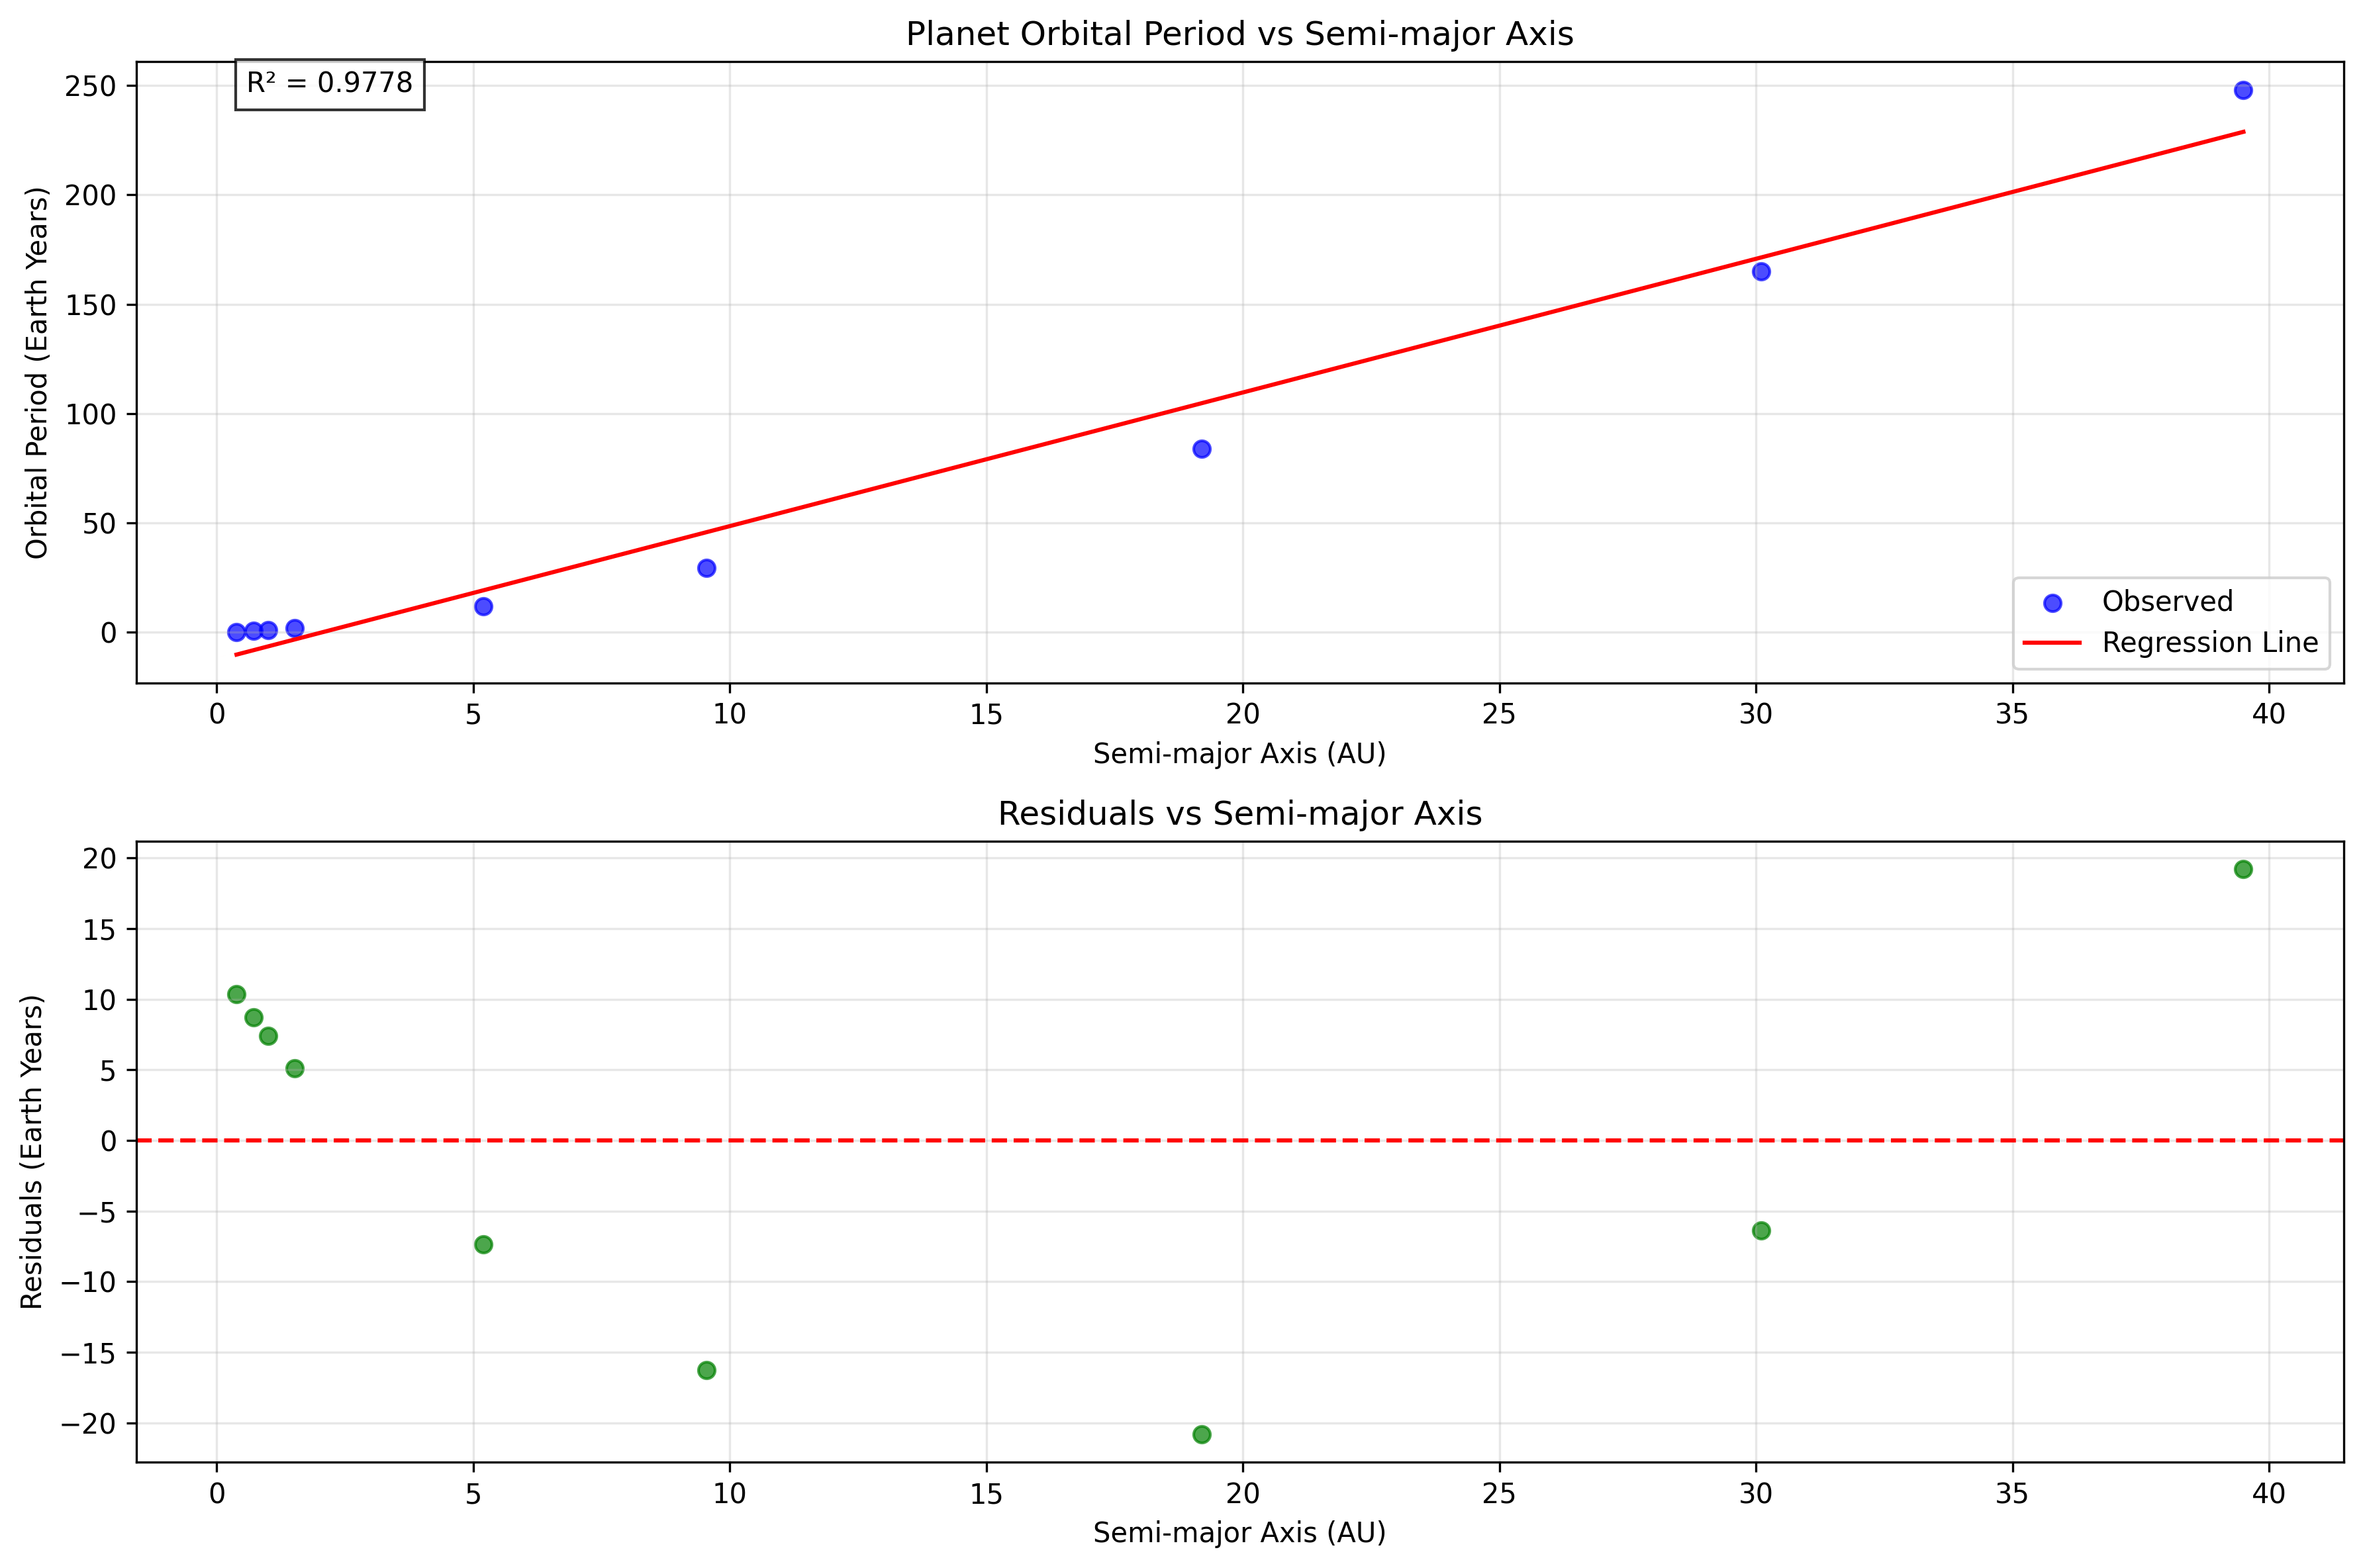 Planet Orbital Period vs Semi-major Axis
R² = 0.9778
250
200
150
100
50
0
Orbital Period (Earth Years)
Observed
Regression Line
0 5 10 15 20 25 30 35 40
Semi-major Axis (AU)
Residuals vs Semi-major Axis
20
15
10
5
0
−5
−10
−15
−20
Residuals (Earth Years)
0 5 10 15 20 25 30 35 40
Semi-major Axis (AU)